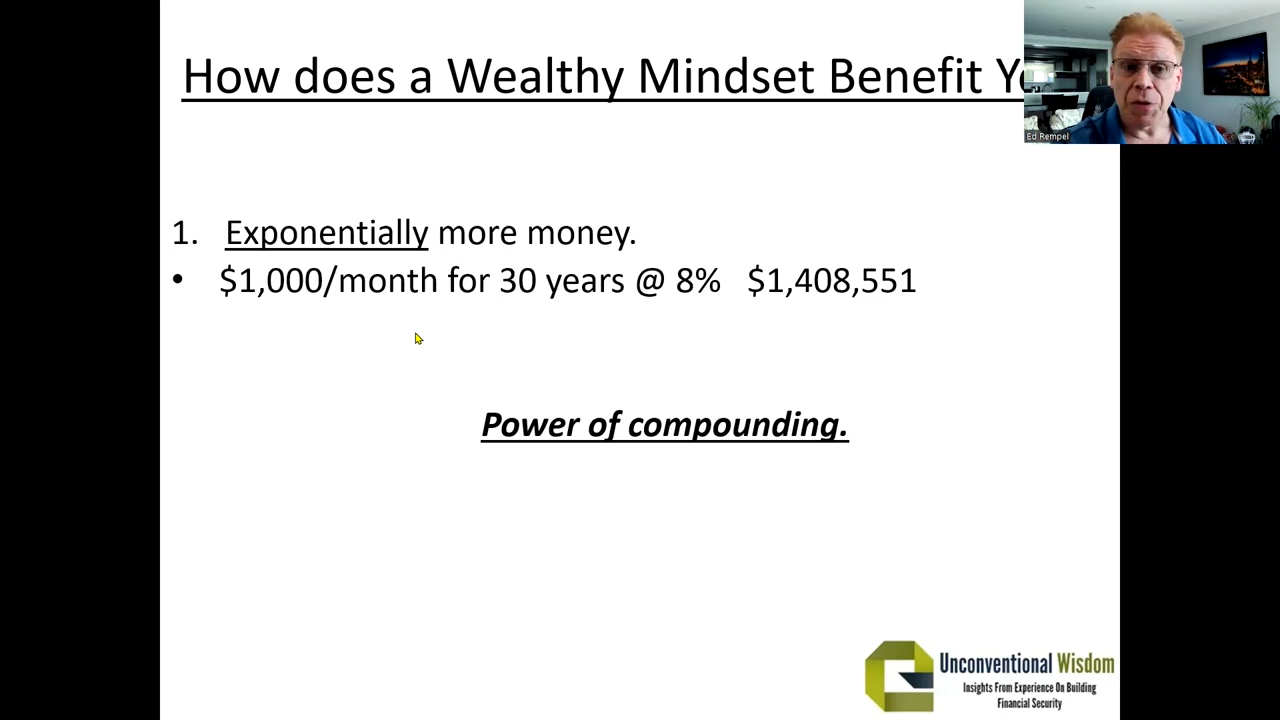 How does a Wealthy Mindset Benefit
Ed Rempel
1. Exponentially more money.
• $1,000/month for 30 years @ 8% $1,408,551
Power of compounding.
Unconventional Wisdom
Insights From Experience On Building
Financial Security